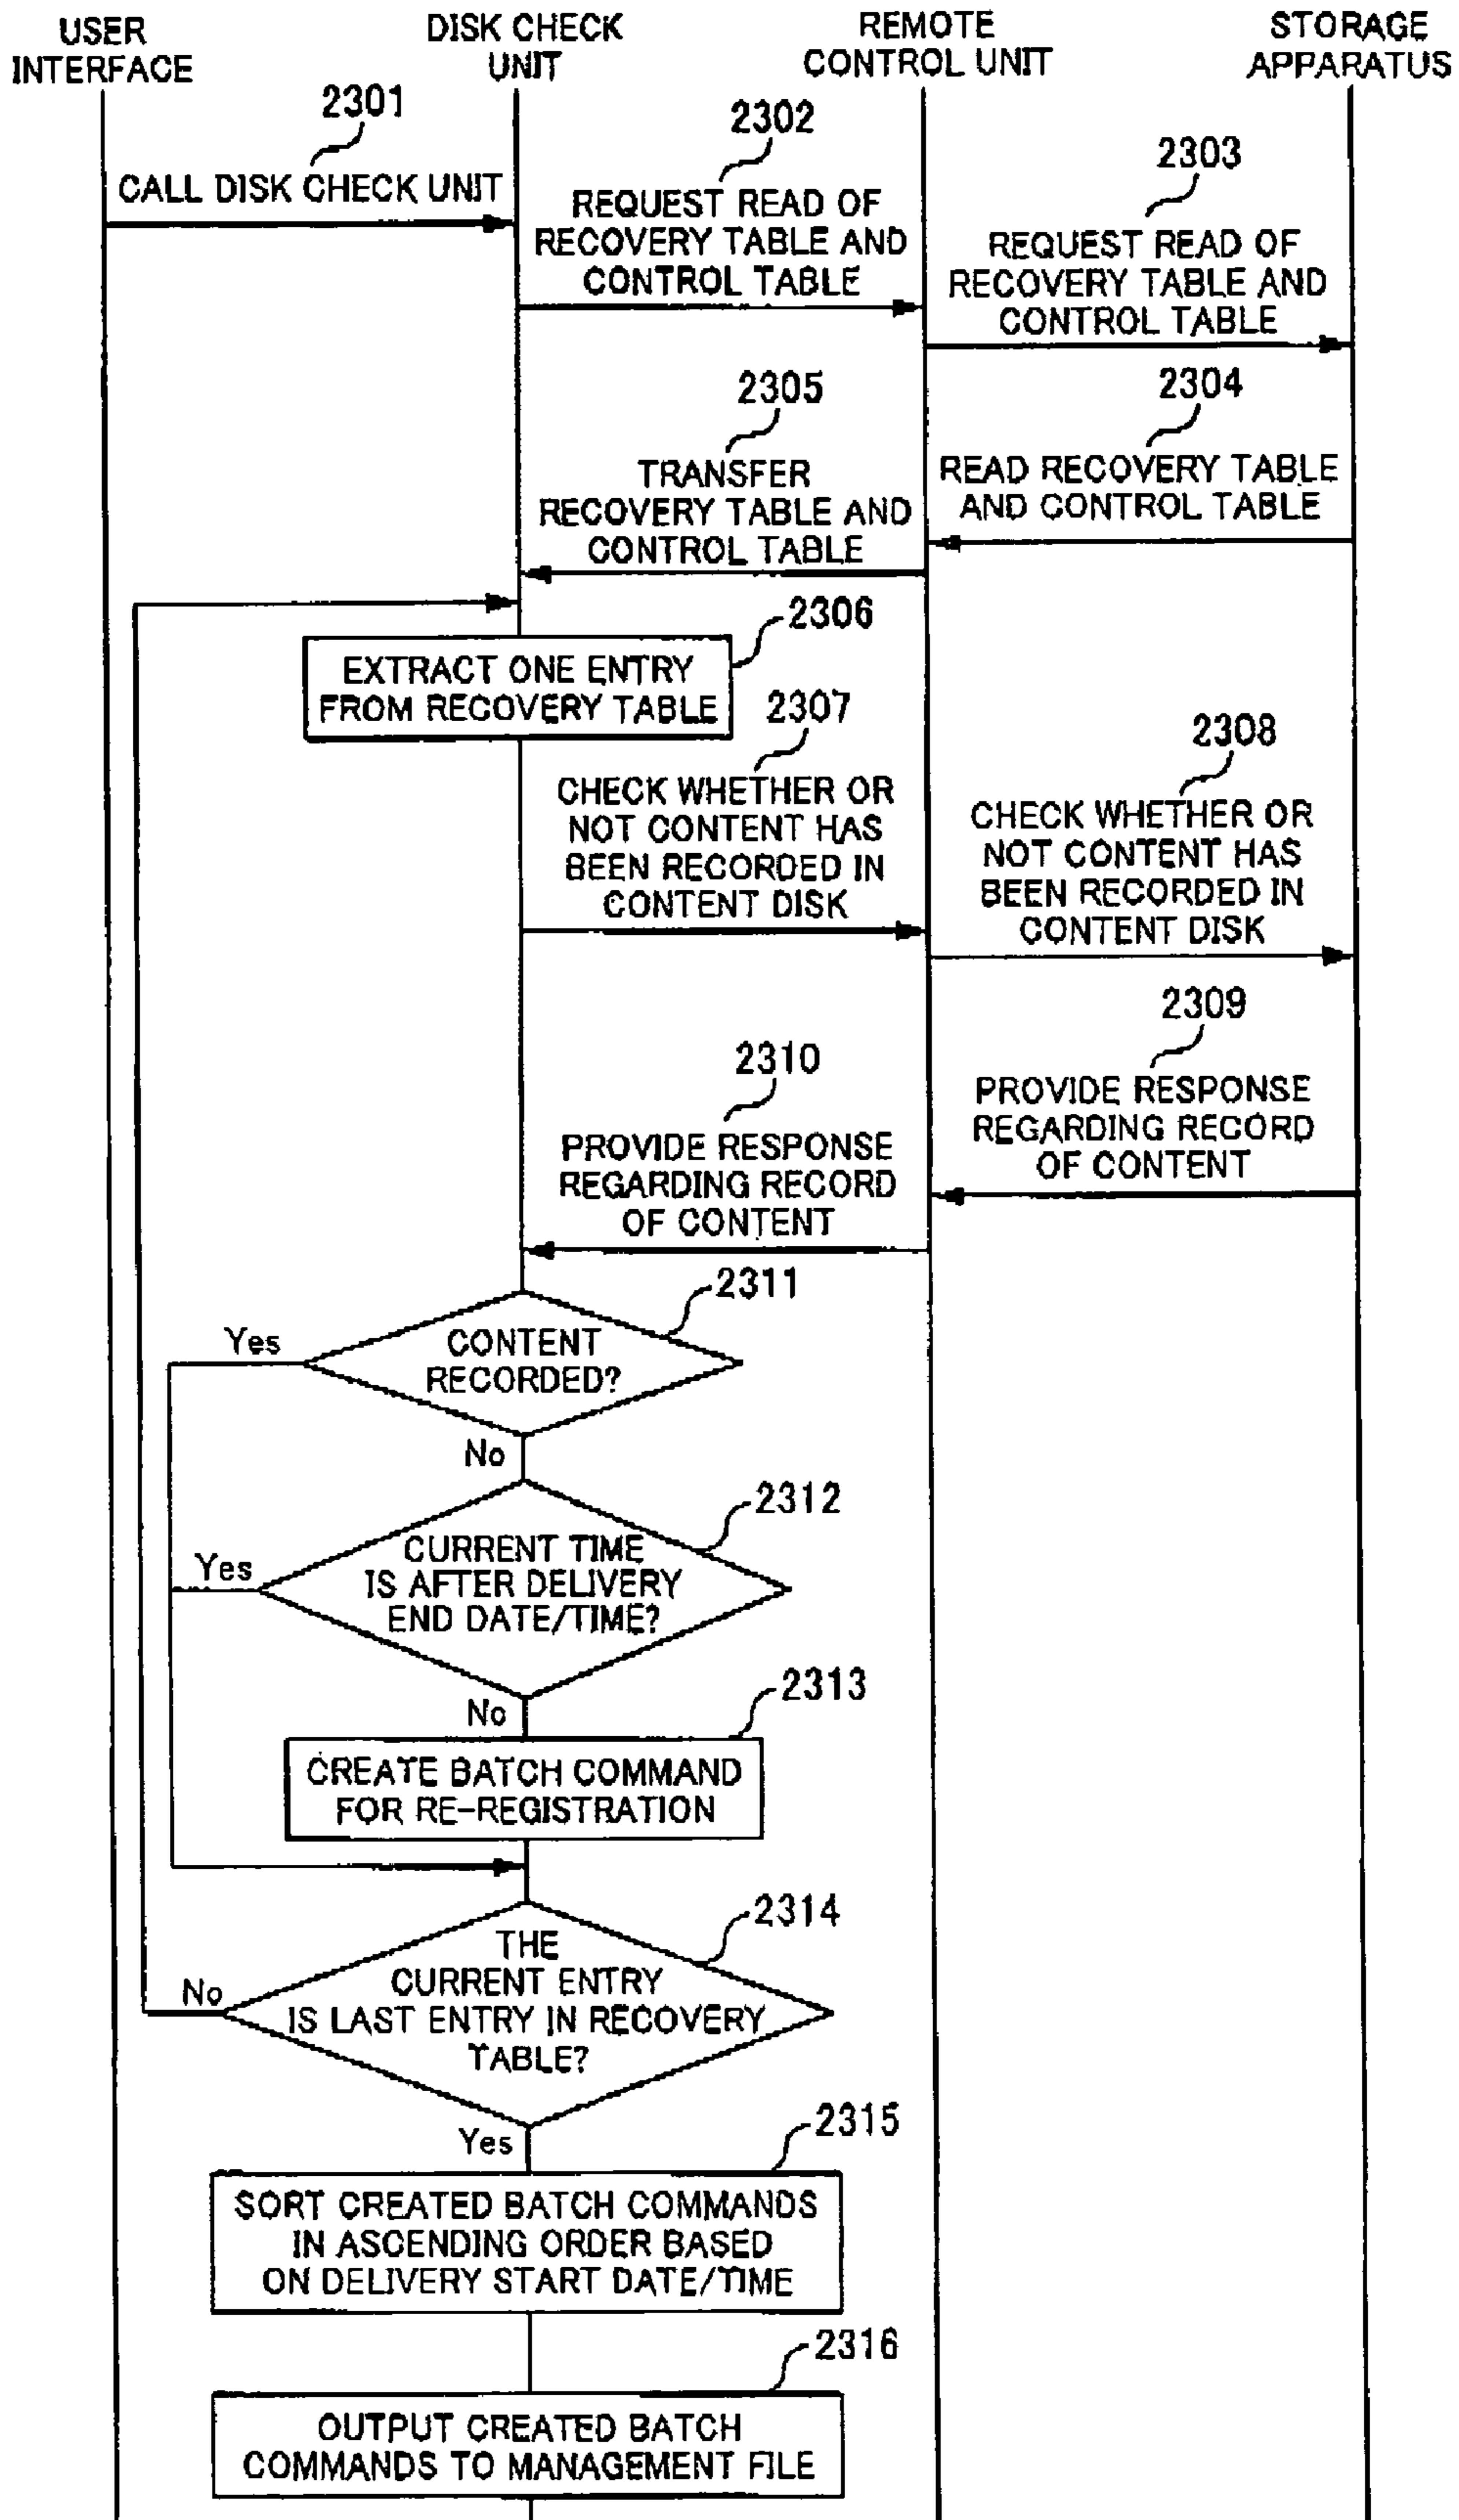 USER
INTERFACE
DISK CHECK
UNIT
REMOTE
CONTROL UNIT
STORAGE
APPARATUS
2301
CALL DISK CHECK UNIT
2302
REQUEST READ OF
RECOVERY TABLE AND
CONTROL TABLE
2303
REQUEST READ OF
RECOVERY TABLE AND
CONTROL TABLE
2304
READ RECOVERY TABLE
AND CONTROL TABLE
2305
TRANSFER
RECOVERY TABLE AND
CONTROL TABLE
2306
EXTRACT ONE ENTRY
FROM RECOVERY TABLE
2307
CHECK WHETHER OR
NOT CONTENT HAS
BEEN RECORDED IN
CONTENT DISK
2308
CHECK WHETHER OR
NOT CONTENT HAS
BEEN RECORDED IN
CONTENT DISK
2309
PROVIDE RESPONSE
REGARDING RECORD
OF CONTENT
2310
PROVIDE RESPONSE
REGARDING RECORD
OF CONTENT
2311
CONTENT
RECORDED?
Yes
No
2312
CURRENT TIME
IS AFTER DELIVERY
END DATE/TIME?
Yes
No
2313
CREATE BATCH COMMAND
FOR RE-REGISTRATION
2314
THE
CURRENT ENTRY
IS LAST ENTRY IN RECOVERY
TABLE?
No
Yes
2315
SORT CREATED BATCH COMMANDS
IN ASCENDING ORDER BASED
ON DELIVERY START DATE/TIME
2316
OUTPUT CREATED BATCH
COMMANDS TO MANAGEMENT FILE